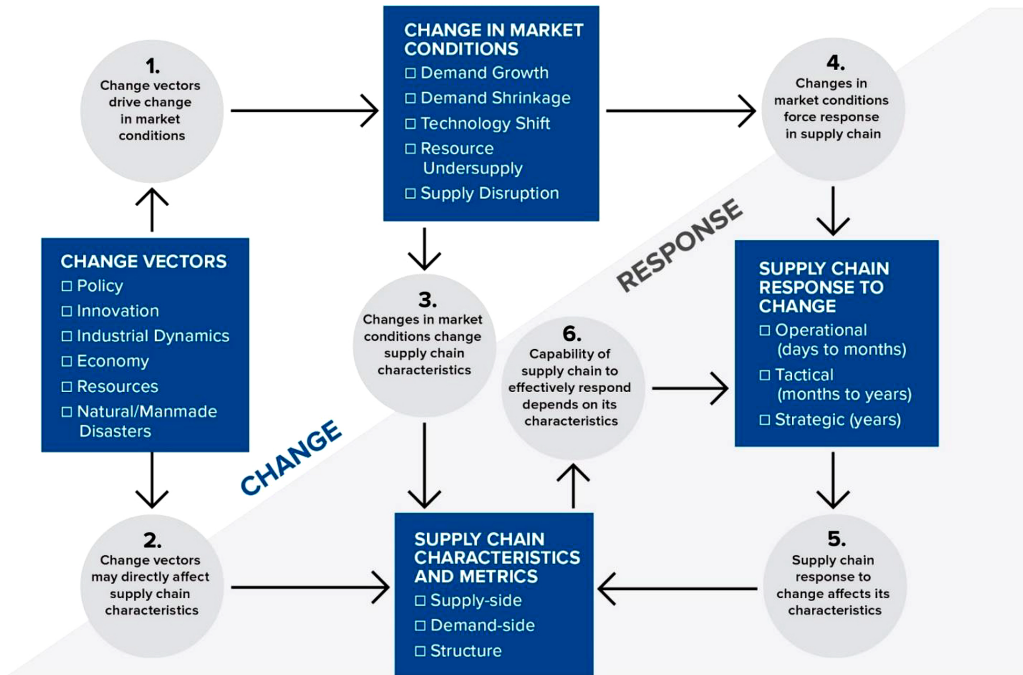 1.
Change vectors
drive change
in market
conditions
CHANGE IN MARKET
CONDITIONS
☐ Demand Growth
☐ Demand Shrinkage
☐ Technology Shift
☐ Resource
Undersupply
☐ Supply Disruption
4.
Changes in
market conditions
force response
in supply chain
CHANGE VECTORS
☐ Policy
☐ Innovation
☐ Industrial Dynamics
☐ Economy
☐ Resources
☐ Natural/Manmade
Disasters
3.
Changes in market
conditions change
supply chain
characteristics
RESPONSE
6.
Capability of
supply chain to
effectively respond
depends on its
characteristics
SUPPLY CHAIN
RESPONSE TO
CHANGE
☐ Operational
(days to months)
☐ Tactical
(months to years)
☐ Strategic (years)
CHANGE
2.
Change vectors
may directly affect
supply chain
characteristics
SUPPLY CHAIN
CHARACTERISTICS
AND METRICS
☐ Supply-side
☐ Demand-side
☐ Structure
5.
Supply chain
response to
change affects its
characteristics